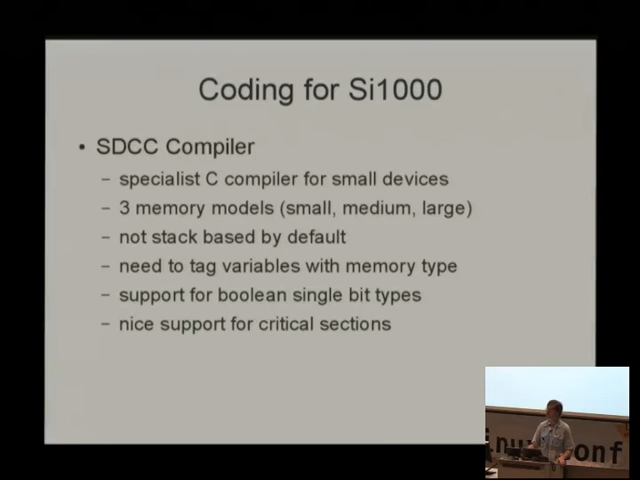 Coding for Si1000
• SDCC Compiler
– specialist C compiler for small devices
– 3 memory models (small, medium, large)
– not stack based by default
– need to tag variables with memory type
– support for boolean single bit types
– nice support for critical sections